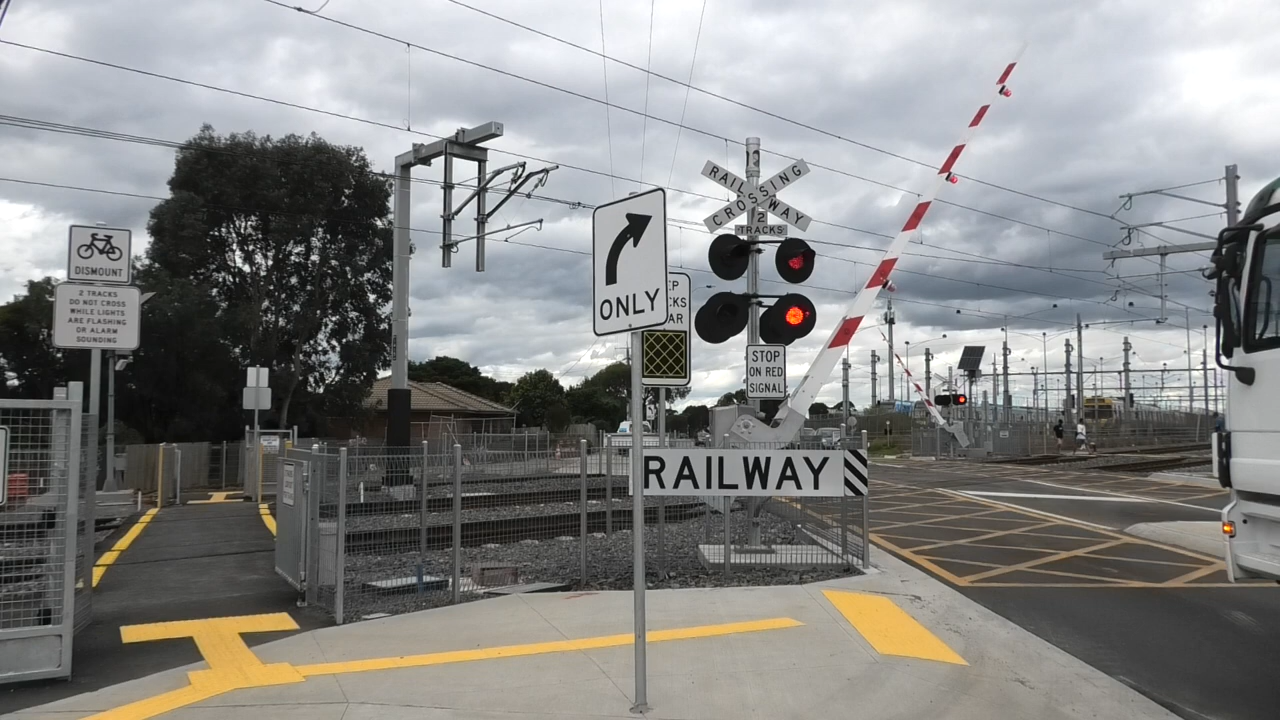 DISMOUNT
2 TRACKS
DO NOT CROSS
WHILE LIGHTS
ARE FLASHING
OR ALARM
SOUNDING
ONLY
RAILWAY
CROSSING
2
TRACKS
STOP
ON RED
SIGNAL
RAILWAY